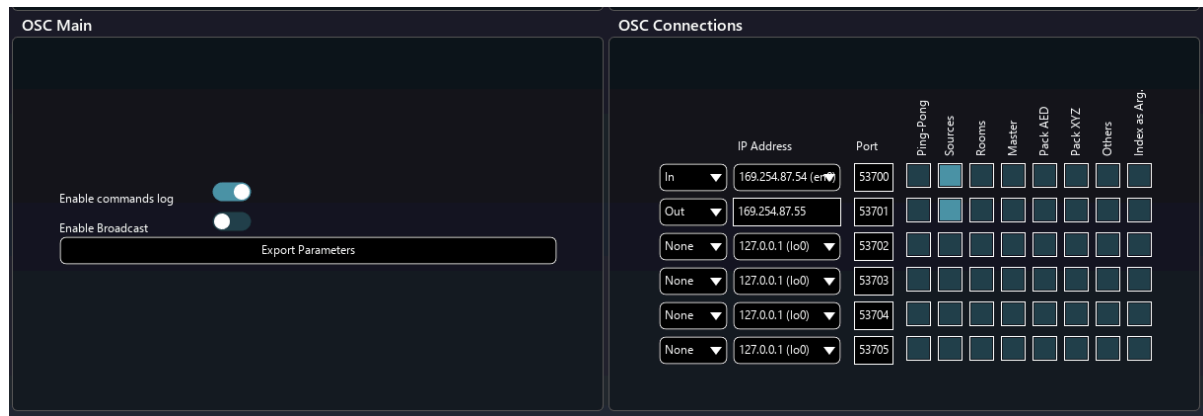 OSC Main
Enable commands log
Enable Broadcast
Export Parameters
OSC Connections
IP Address Port Ping-Pong Sources Rooms Master Pack AED Pack XYZ Others Index as Arg.
In 169.254.87.54 (en0) 53700
Out 169.254.87.55 53701
None 127.0.0.1 (lo0) 53702
None 127.0.0.1 (lo0) 53703
None 127.0.0.1 (lo0) 53704
None 127.0.0.1 (lo0) 53705